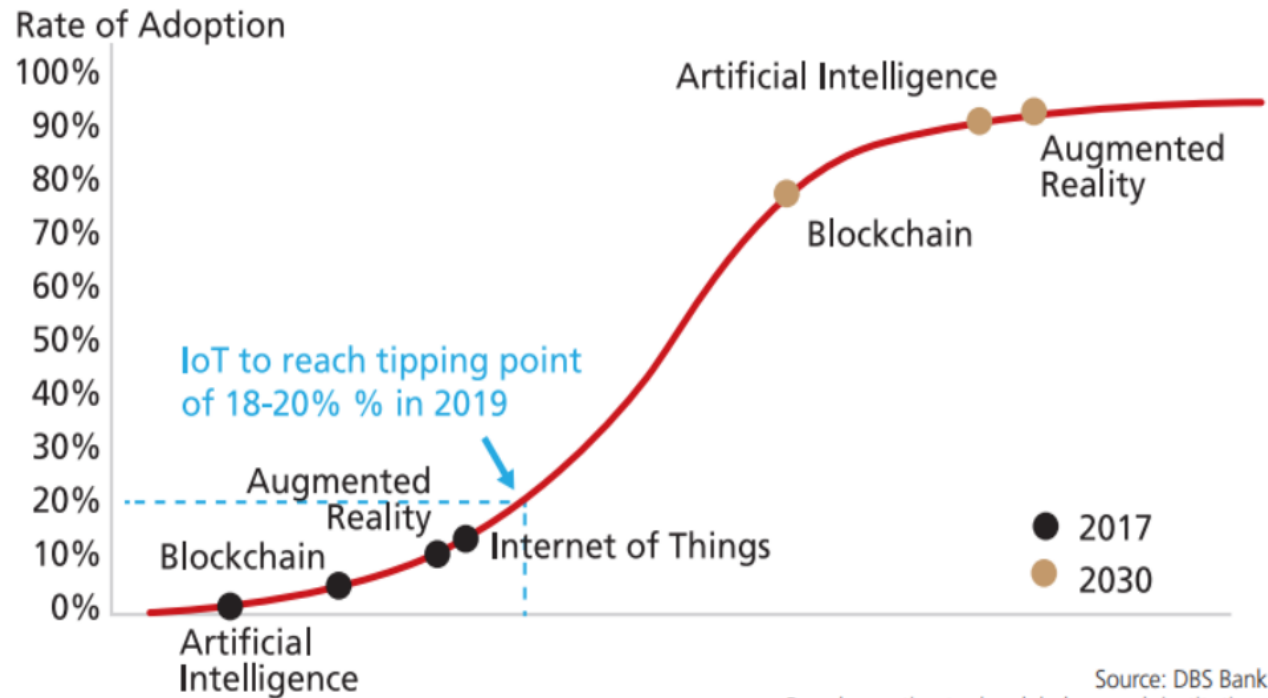 Rate of Adoption
100%
90%
80%
70%
60%
50%
40%
30%
20%
10%
0%
Artificial Intelligence
Augmented
Reality
Blockchain
IoT to reach tipping point
of 18-20% % in 2019
Augmented
Reality
Internet of Things
Blockchain
Artificial
Intelligence
2017
2030
Source: DBS Bank